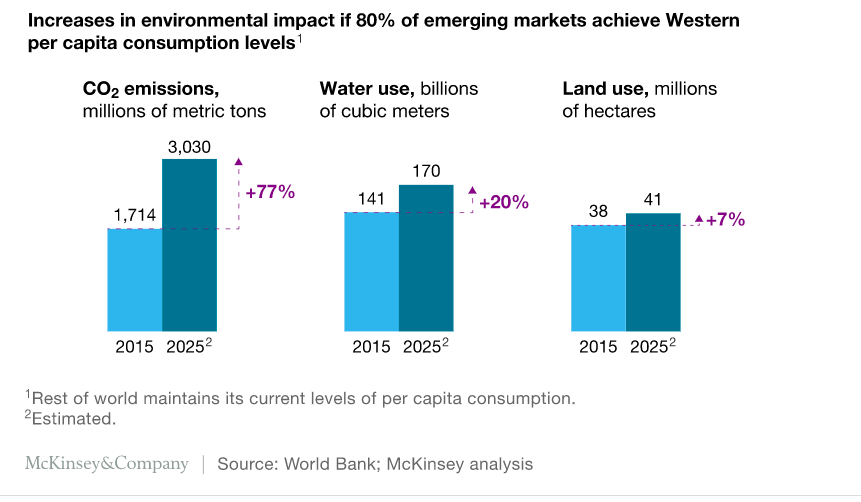 Increases in environmental impact if 80% of emerging markets achieve Western
per capita consumption levels¹
CO₂ emissions,
millions of metric tons
3,030
1,714
+77%
2015 2025²
Water use, billions
of cubic meters
170
141
+20%
2015 2025²
Land use, millions
of hectares
41
38
+7%
2015 2025²
¹Rest of world maintains its current levels of per capita consumption.
²Estimated.
McKinsey&Company | Source: World Bank; McKinsey analysis